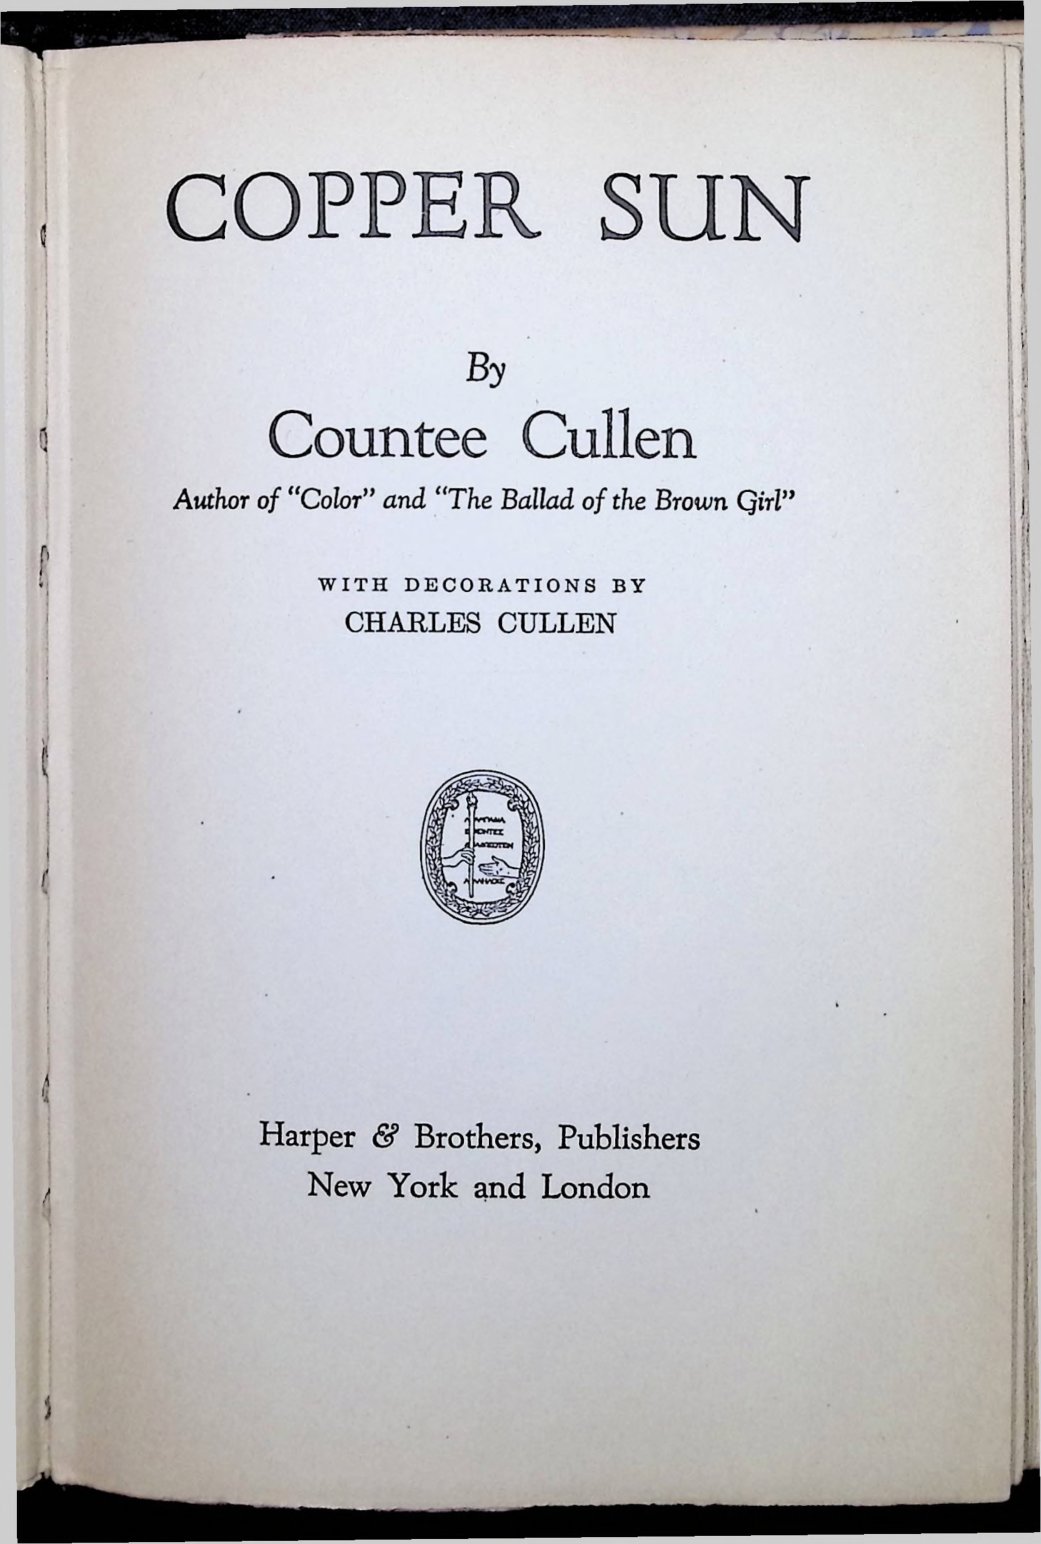 COPPER SUN
By
Countee Cullen
Author of “Color” and “The Ballad of the Brown Girl”
WITH DECORATIONS BY
CHARLES CULLEN
Harper & Brothers, Publishers
New York and London